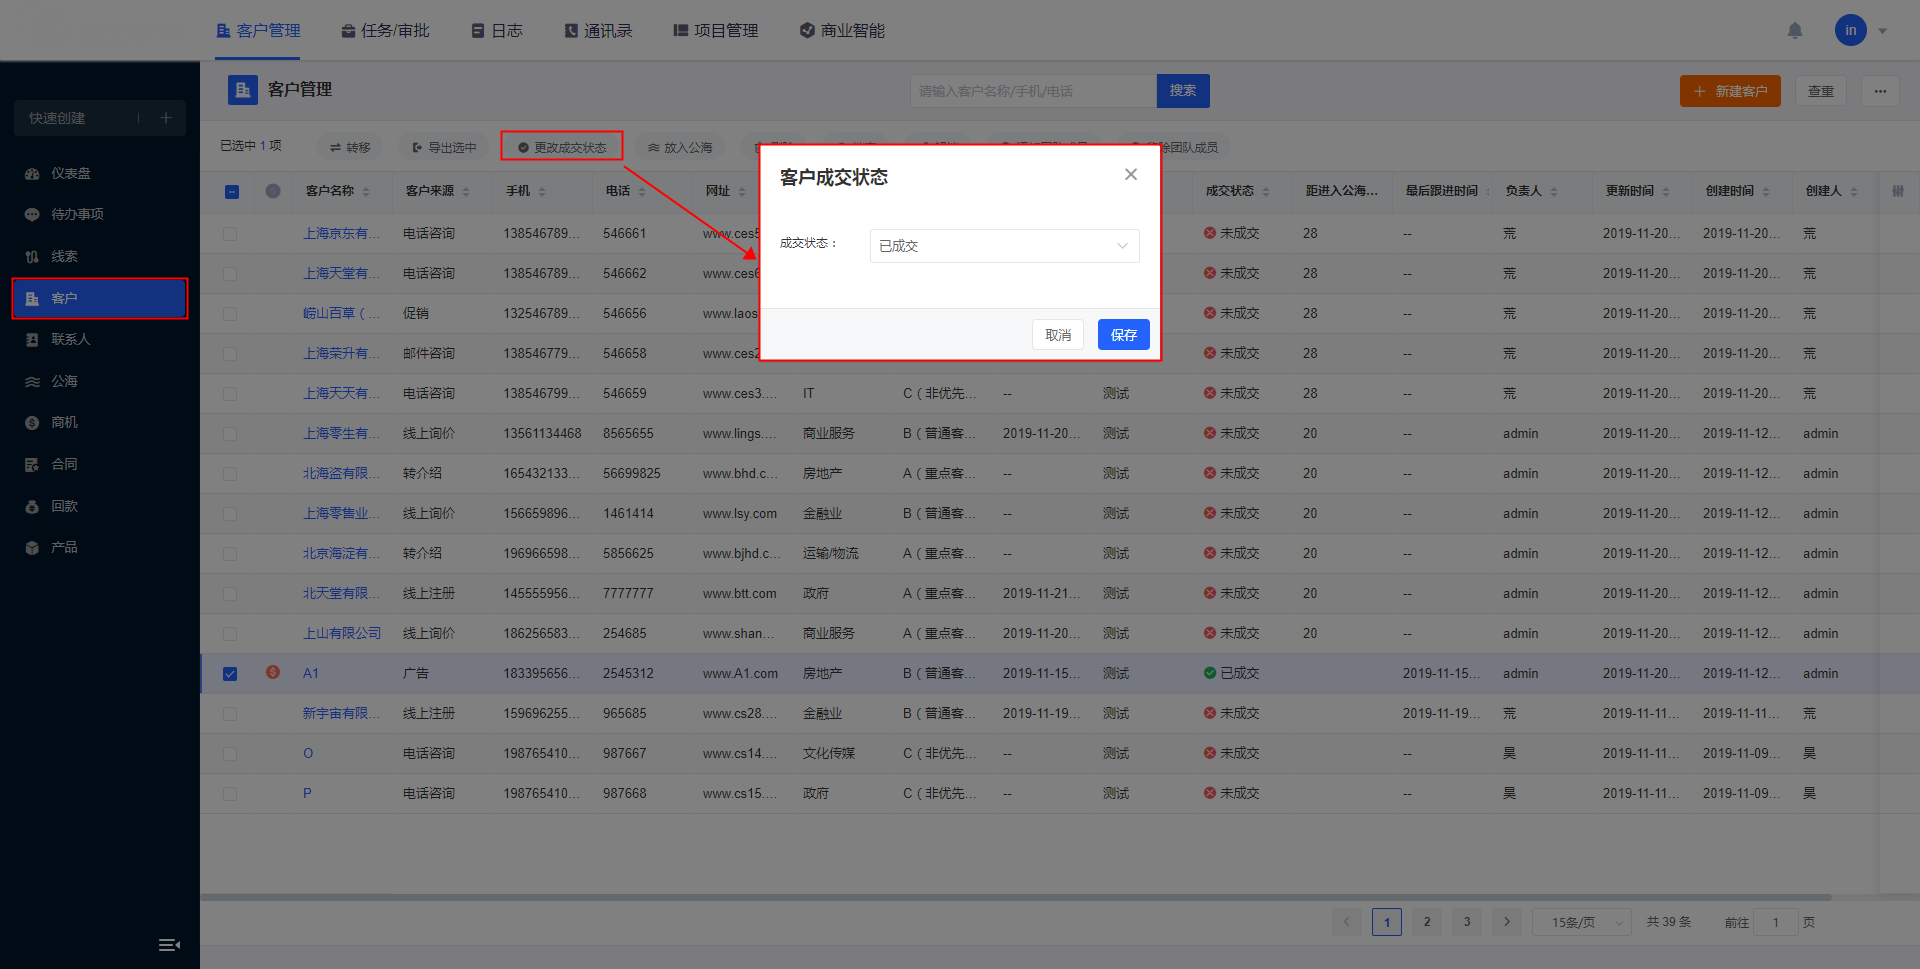 客户管理 任务/审批 日志 通讯录 项目管理 商业智能 in
客户管理 请输入客户名称/手机/电话 搜索 + 新建客户 查重 ...
快速创建 | +
仪表盘
待办事项
线索
客户
联系人
公海
商机
合同
回款
产品
已选中 1 项 转移 导出选中 更改成交状态 放入公海 除团队成员
客户名称 客户来源 手机 电话 网址 成交状态 距进入公海... 最后跟进时间 负责人 更新时间 创建时间 创建人
上海京东有... 电话咨询 138546789... 546661 www.ces5 未成交 28 -- 荒 2019-11-20... 2019-11-20... 荒
上海天堂有... 电话咨询 138546789... 546662 www.ces6 未成交 28 -- 荒 2019-11-20... 2019-11-20... 荒
崂山百草（... 促销 132546789... 546656 www.laos 未成交 28 -- 荒 2019-11-20... 2019-11-20... 荒
上海荣升有... 邮件咨询 138546779... 546658 www.ces2 未成交 28 -- 荒 2019-11-20... 2019-11-20... 荒
上海天天有... 电话咨询 138546799... 546659 www.ces3.... IT C（非优先... -- 测试 未成交 28 -- 荒 2019-11-20... 2019-11-20... 荒
上海零生有... 线上询价 13561134468 8565655 www.lings.... 商业服务 B（普通客... 2019-11-20... 测试 未成交 20 -- admin 2019-11-20... 2019-11-12... admin
北海盗有限... 转介绍 165432133... 56699825 www.bhd.c... 房地产 A（重点客... -- 测试 未成交 20 -- admin 2019-11-20... 2019-11-12... admin
上海零售业... 线上询价 156659896... 1461414 www.lsy.com 金融业 B（普通客... -- 测试 未成交 20 -- admin 2019-11-20... 2019-11-12... admin
北京海淀有... 转介绍 196966598... 5856625 www.bjhd.c... 运输/物流 A（重点客... -- 测试 未成交 20 -- admin 2019-11-20... 2019-11-12... admin
北天堂有限... 线上注册 145555956... 7777777 www.btt.com 政府 A（重点客... 2019-11-21... 测试 未成交 20 -- admin 2019-11-20... 2019-11-12... admin
上山有限公司 线上询价 186256583... 254685 www.shan... 商业服务 A（重点客... 2019-11-20... 测试 未成交 20 -- admin 2019-11-20... 2019-11-12... admin
A1 广告 183395656... 2545312 www.A1.com 房地产 B（普通客... 2019-11-15... 测试 已成交 2019-11-15... admin 2019-11-20... 2019-11-12... admin
新宇宙有限... 线上注册 159696255... 965685 www.cs28.... 金融业 B（普通客... 2019-11-19... 测试 未成交 2019-11-19... 荒 2019-11-11... 2019-11-11... 荒
O 电话咨询 198765410... 987667 www.cs14.... 文化传媒 C（非优先... -- 测试 未成交 -- 昊 2019-11-11... 2019-11-09... 昊
P 电话咨询 198765410... 987668 www.cs15.... 政府 C（非优先... -- 测试 未成交 -- 昊 2019-11-11... 2019-11-09... 昊
客户成交状态
成交状态： 已成交
取消 保存
1 2 3 15条/页 共 39 条 前往 1 页